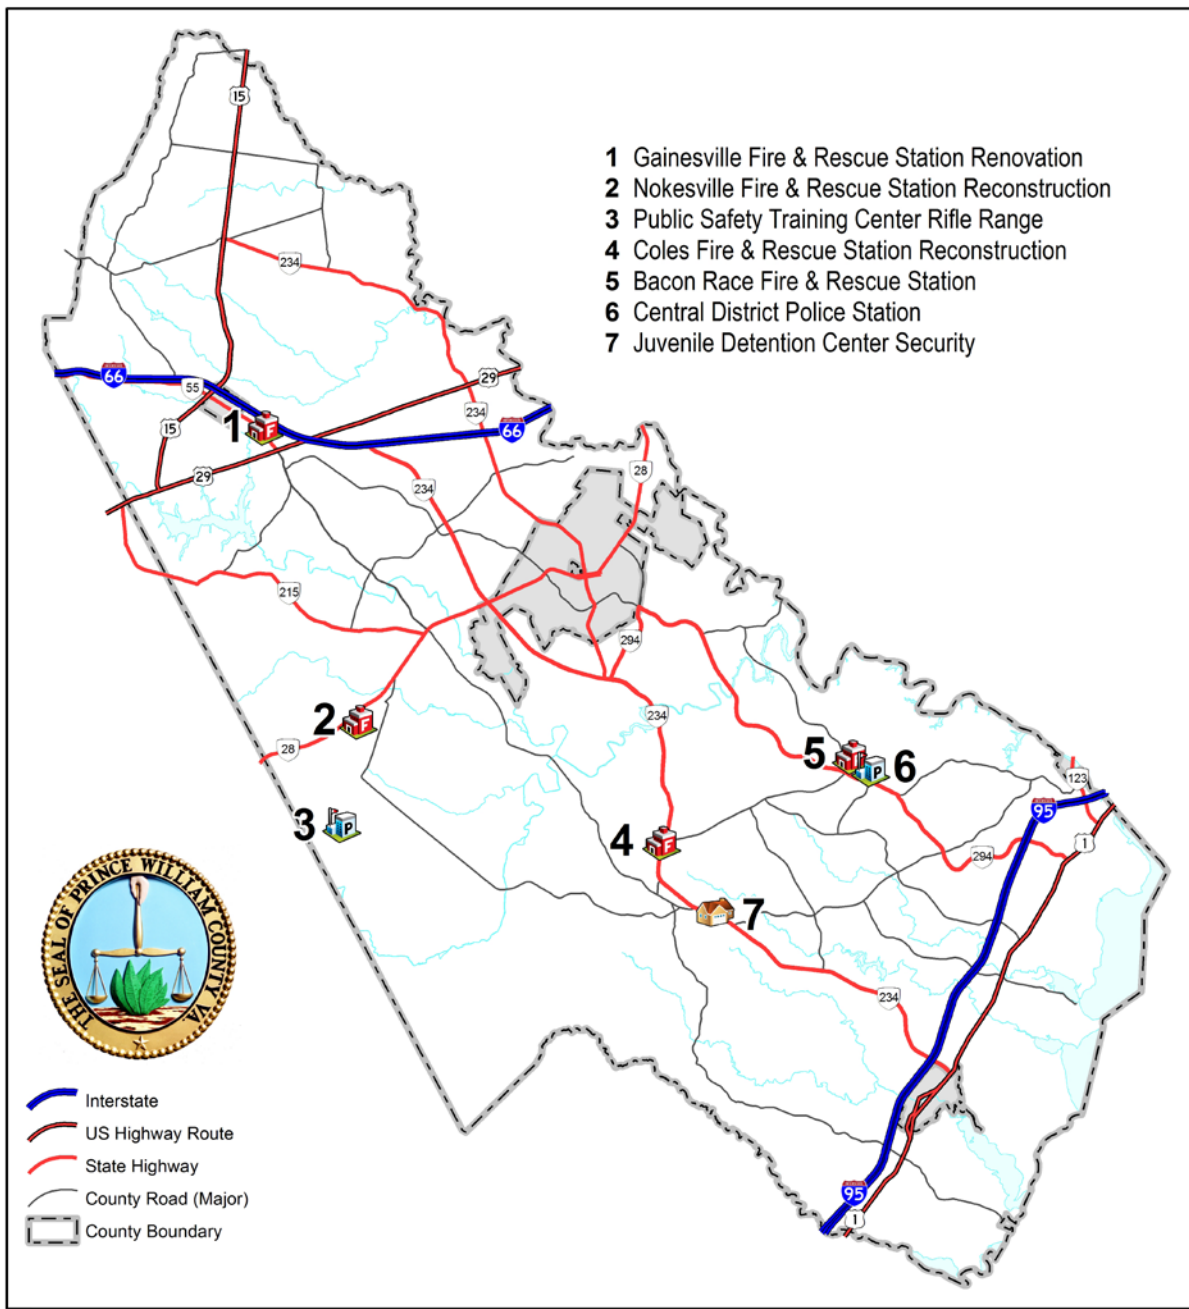 15
1 Gainesville Fire & Rescue Station Renovation
2 Nokesville Fire & Rescue Station Reconstruction
3 Public Safety Training Center Rifle Range
4 Coles Fire & Rescue Station Reconstruction
5 Bacon Race Fire & Rescue Station
6 Central District Police Station
7 Juvenile Detention Center Security
234
66
55
29
234
15
1
F
66
29
28
234
215
294
2
F
28
234
5
P
6
123
3
P
95
1
4
F
294
7
234
THE SEAL OF PRINCE WILLIAM COUNTY VA
Interstate
US Highway Route
State Highway
County Road (Major)
County Boundary
95
1